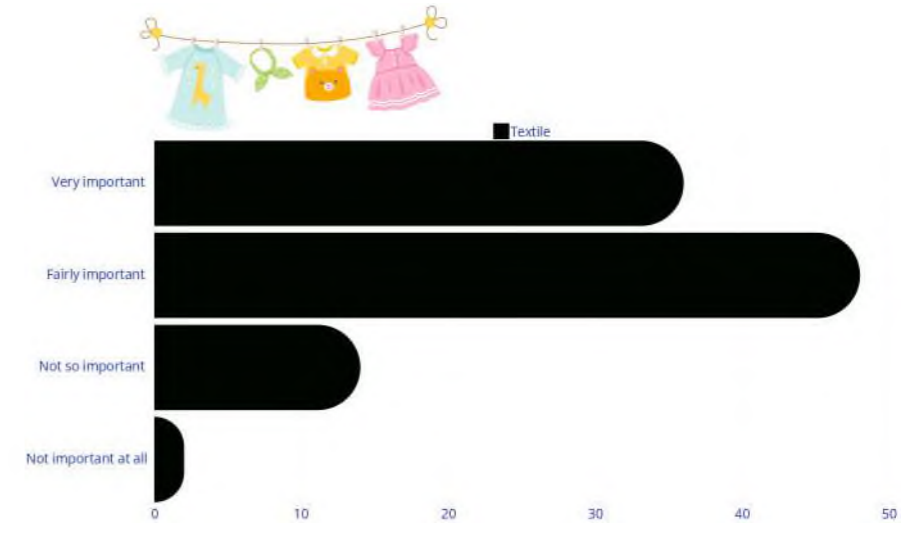 Textile
Very important
Fairly important
Not so important
Not important at all
0 10 20 30 40 50